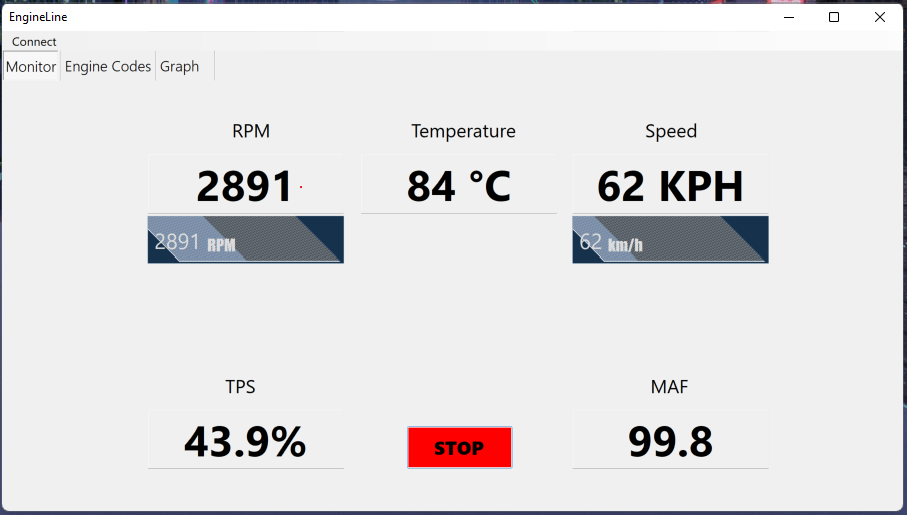 EngineLine
Connect
Monitor Engine Codes Graph
RPM Temperature Speed
2891 84 °C 62 KPH
2891 RPM 62 km/h
TPS MAF
43.9% STOP 99.8